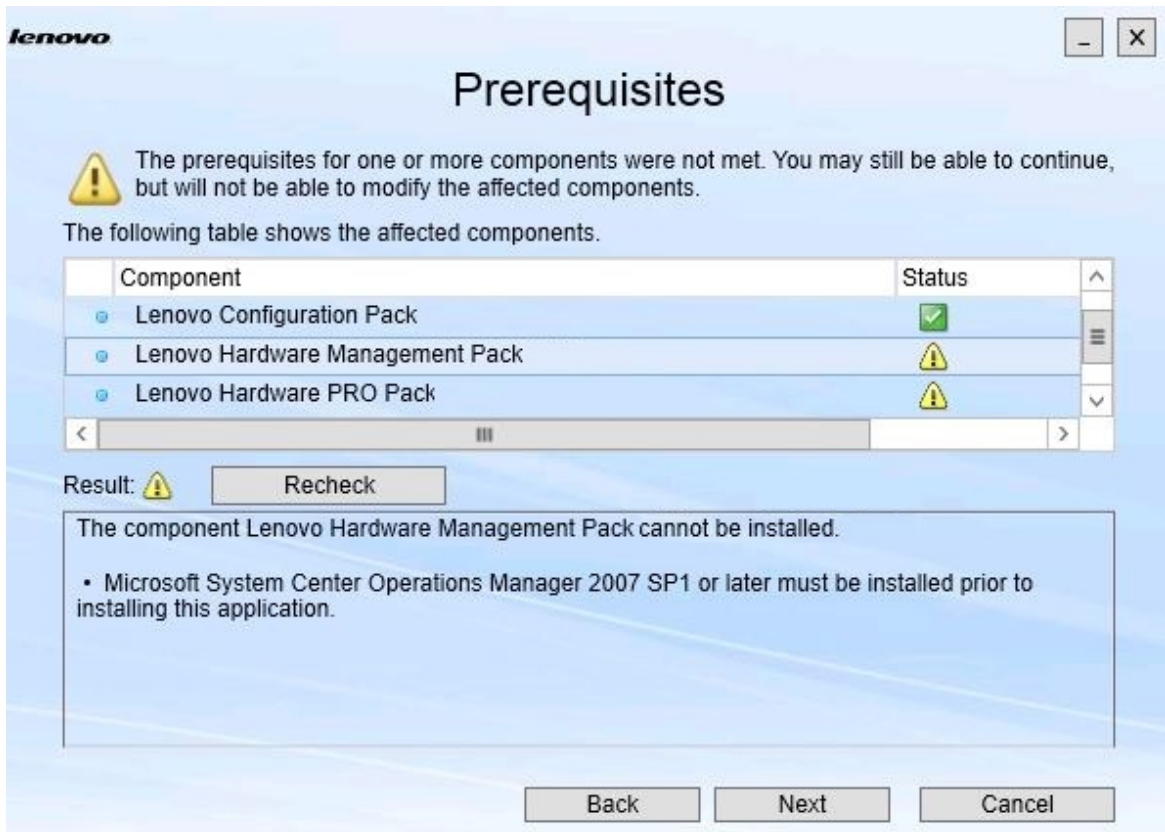 lenovo
Prerequisites
The prerequisites for one or more components were not met. You may still be able to continue,
but will not be able to modify the affected components.
The following table shows the affected components.
Component Status
Lenovo Configuration Pack
Lenovo Hardware Management Pack
Lenovo Hardware PRO Pack
Result: Recheck
The component Lenovo Hardware Management Pack cannot be installed.
• Microsoft System Center Operations Manager 2007 SP1 or later must be installed prior to
installing this application.
Back Next Cancel